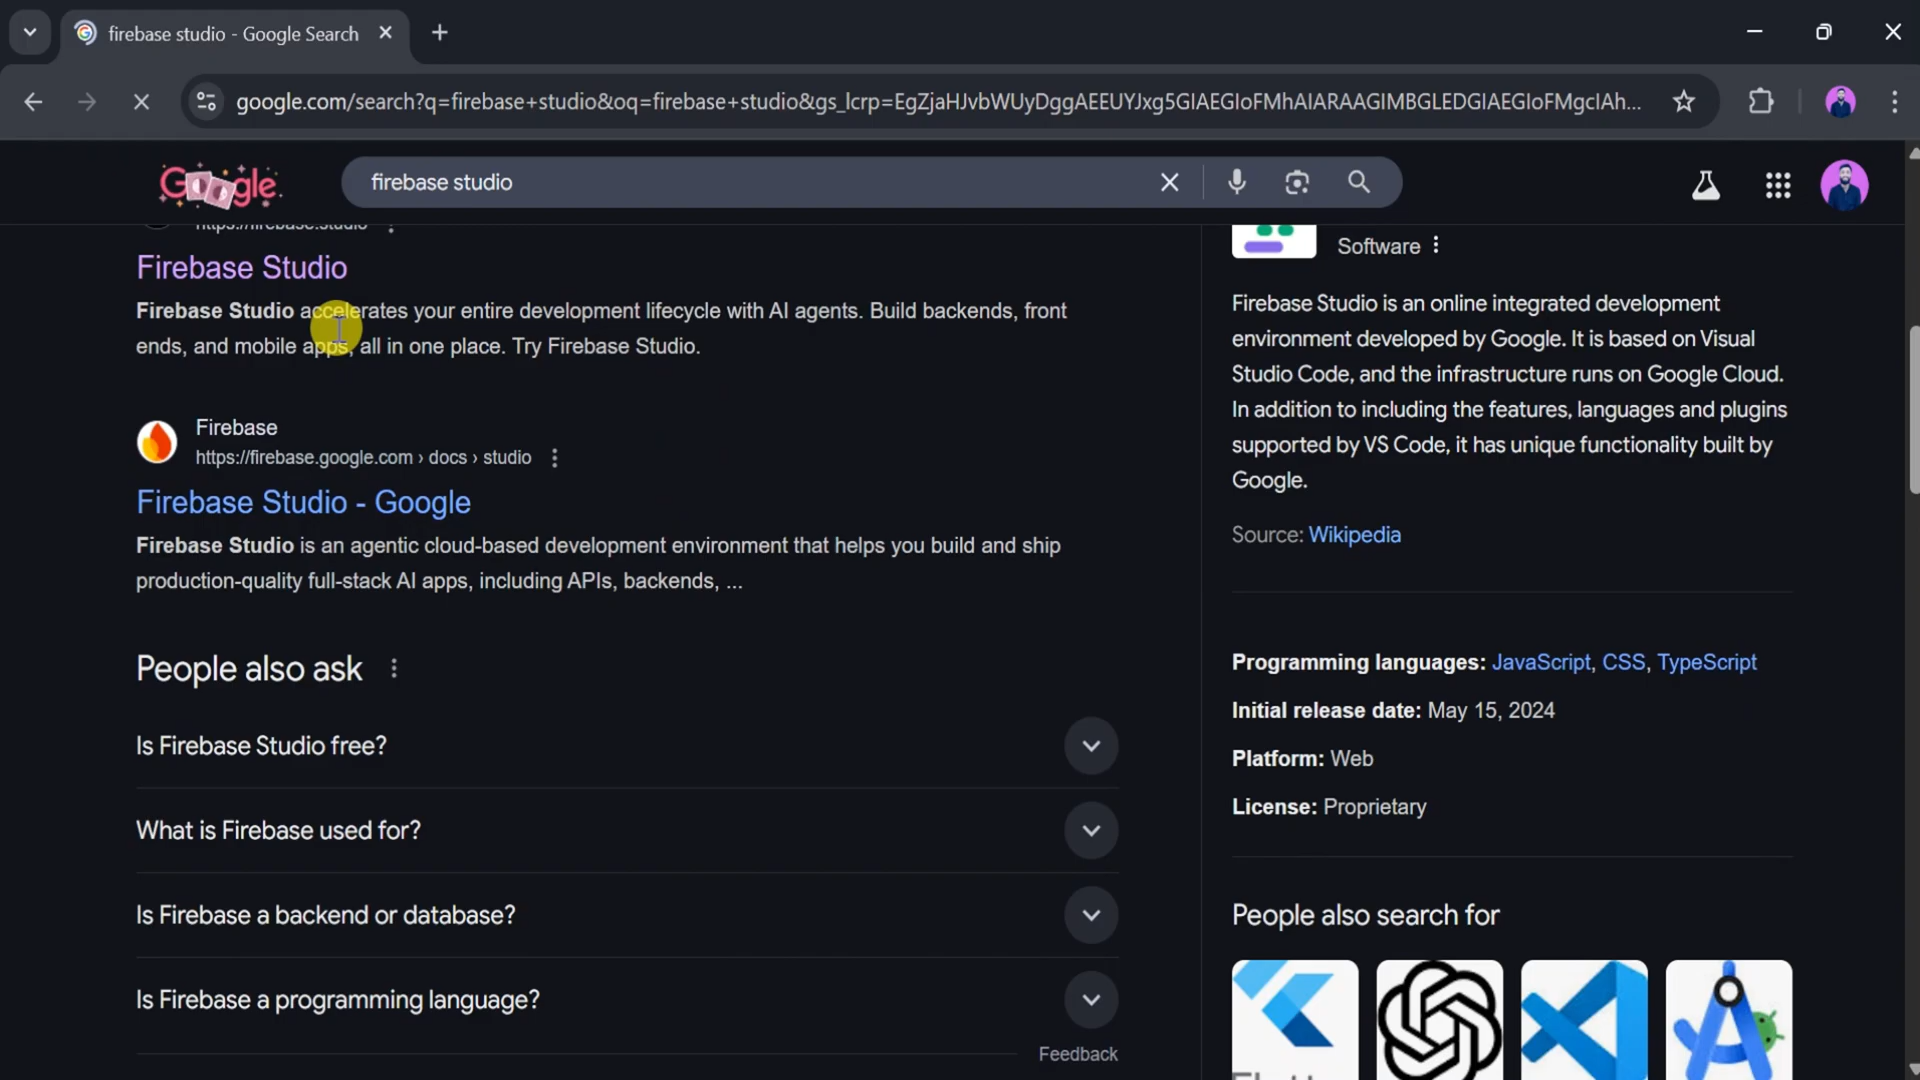 firebase studio - Google Search
google.com/search?q=firebase+studio&oq=firebase+studio&gs_lcrp=EgZjaHJvbWUyDggAEEUYJxg5GIAEGIoFMhAIARAAGIMBGLEDGIAEGIoFMgcIAh...
Google
firebase studio
https://firebase.studio
Firebase Studio
Firebase Studio accelerates your entire development lifecycle with AI agents. Build backends, front
ends, and mobile apps, all in one place. Try Firebase Studio.
Firebase
https://firebase.google.com › docs › studio
Firebase Studio - Google
Firebase Studio is an agentic cloud-based development environment that helps you build and ship
production-quality full-stack AI apps, including APIs, backends, ...
People also ask
Is Firebase Studio free?
What is Firebase used for?
Is Firebase a backend or database?
Is Firebase a programming language?
Feedback
Software
Firebase Studio is an online integrated development
environment developed by Google. It is based on Visual
Studio Code, and the infrastructure runs on Google Cloud.
In addition to including the features, languages and plugins
supported by VS Code, it has unique functionality built by
Google.
Source: Wikipedia
Programming languages: JavaScript, CSS, TypeScript
Initial release date: May 15, 2024
Platform: Web
License: Proprietary
People also search for